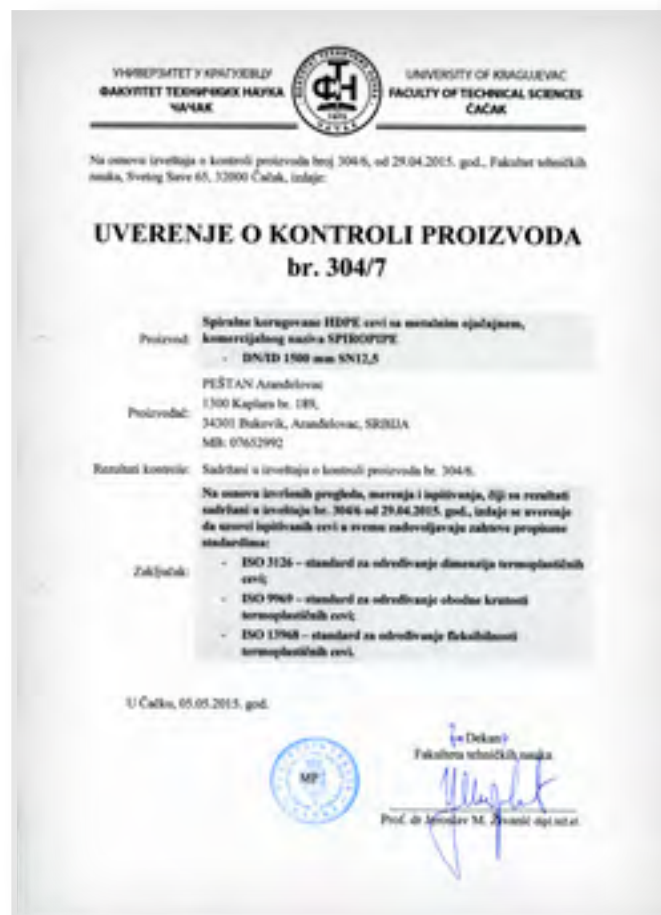 УНИВЕРЗИТЕТ У КРАГУЈЕВЦУ
ФАКУЛТЕТ ТЕХНИЧКИХ НАУКА
ЧАЧАК
UNIVERSITY OF KRAGUJEVAC
FACULTY OF TECHNICAL SCIENCES
ČAČAK
Na osnovu izveštaja o kontroli proizvoda broj 304/6, od 29.04.2015. god., Fakultet tehničkih
nauka, Svetog Save 65, 32000 Čačak, izdaje:
UVERENJE O KONTROLI PROIZVODA
br. 304/7
Proizvod:
Spiralne korugovane HDPE cevi sa metalnim ojačanjem,
komercijalnog naziva SPIROPIPE
- DN/ID 1500 mm SN12,5
Proizvođač:
PEŠTAN Aranđelovac
1300 Kaplara br. 189,
34301 Bukovik, Aranđelovac, SRBIJA
MB: 07652992
Rezultati kontrole: Sadržani u izveštaju o kontroli proizvoda br. 304/6.
Zaključak:
Na osnovu izvršenih pregleda, merenja i ispitivanja, čiji su rezultati
sadržani u izveštaju br. 304/6 od 29.04.2015. god., izdaje se uverenje
da uzorci ispitivanih cevi u svemu zadovoljavaju zahteve propisane
standardima:
- ISO 3126 – standard za određivanje dimenzija termoplastičnih
cevi;
- ISO 9969 – standard za određivanje obodne krutosti
termoplastičnih cevi;
- ISO 13968 – standard za određivanje fleksibilnosti
termoplastičnih cevi.
U Čačku, 05.05.2015. god.
Dekan
Fakulteta tehničkih nauka
MP
Prof. dr Jeroslav M. Živanić